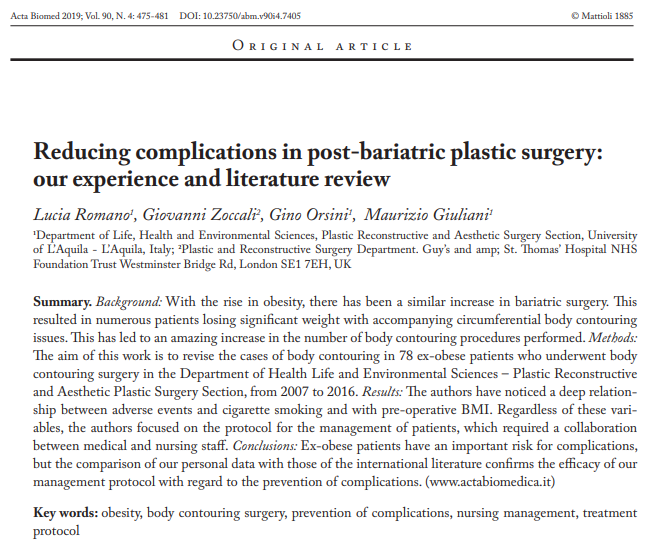 Acta Biomed 2019; Vol. 90, N. 4: 475-481 DOI: 10.23750/abm.v90i4.7405 © Mattioli 1885
Original article
Reducing complications in post-bariatric plastic surgery:
our experience and literature review
Lucia Romano¹, Giovanni Zoccali², Gino Orsini¹, Maurizio Giuliani¹
¹Department of Life, Health and Environmental Sciences, Plastic Reconstructive and Aesthetic Surgery Section, University
of L’Aquila - L’Aquila, Italy; ²Plastic and Reconstructive Surgery Department. Guy’s and amp; St. Thomas’ Hospital NHS
Foundation Trust Westminster Bridge Rd, London SE1 7EH, UK
Summary. Background: With the rise in obesity, there has been a similar increase in bariatric surgery. This
resulted in numerous patients losing significant weight with accompanying circumferential body contouring
issues. This has led to an amazing increase in the number of body contouring procedures performed. Methods:
The aim of this work is to revise the cases of body contouring in 78 ex-obese patients who underwent body
contouring surgery in the Department of Health Life and Environmental Sciences – Plastic Reconstructive
and Aesthetic Plastic Surgery Section, from 2007 to 2016. Results: The authors have noticed a deep relation-
ship between adverse events and cigarette smoking and with pre-operative BMI. Regardless of these vari-
ables, the authors focused on the protocol for the management of patients, which required a collaboration
between medical and nursing staff. Conclusions: Ex-obese patients have an important risk for complications,
but the comparison of our personal data with those of the international literature confirms the efficacy of our
management protocol with regard to the prevention of complications. (www.actabiomedica.it)
Key words: obesity, body contouring surgery, prevention of complications, nursing management, treatment
protocol